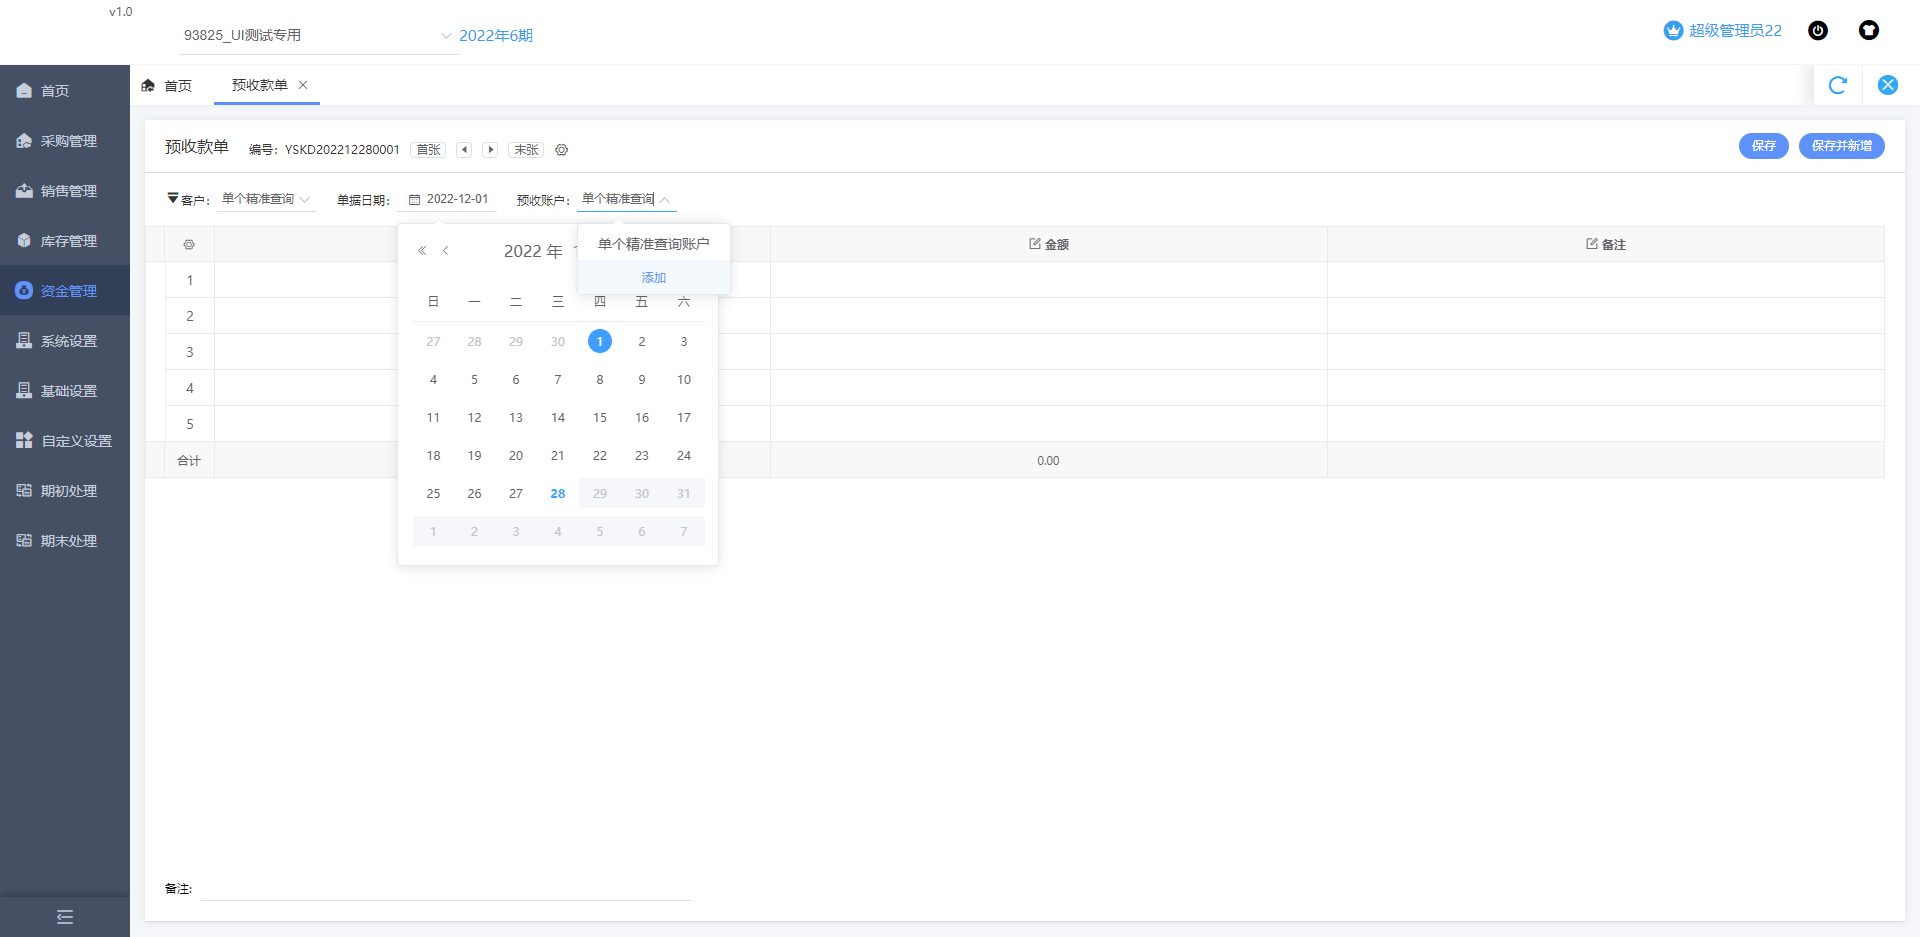 v1.0
93825_UI测试专用 2022年6期
超级管理员22
首页
采购管理
销售管理
库存管理
资金管理
系统设置
基础设置
自定义设置
期初处理
期末处理
首页 预收款单
预收款单 编号: YSKD202212280001 首张 末张
保存 保存并新增
客户: 单个精准查询 单据日期: 2022-12-01 预收账户: 单个精准查询
单个精准查询账户
添加
2022 年
日 一 二 三 四 五 六
27 28 29 30 1 2 3
4 5 6 7 8 9 10
11 12 13 14 15 16 17
18 19 20 21 22 23 24
25 26 27 28 29 30 31
1 2 3 4 5 6 7
金额 备注
1
2
3
4
5
合计 0.00
备注: